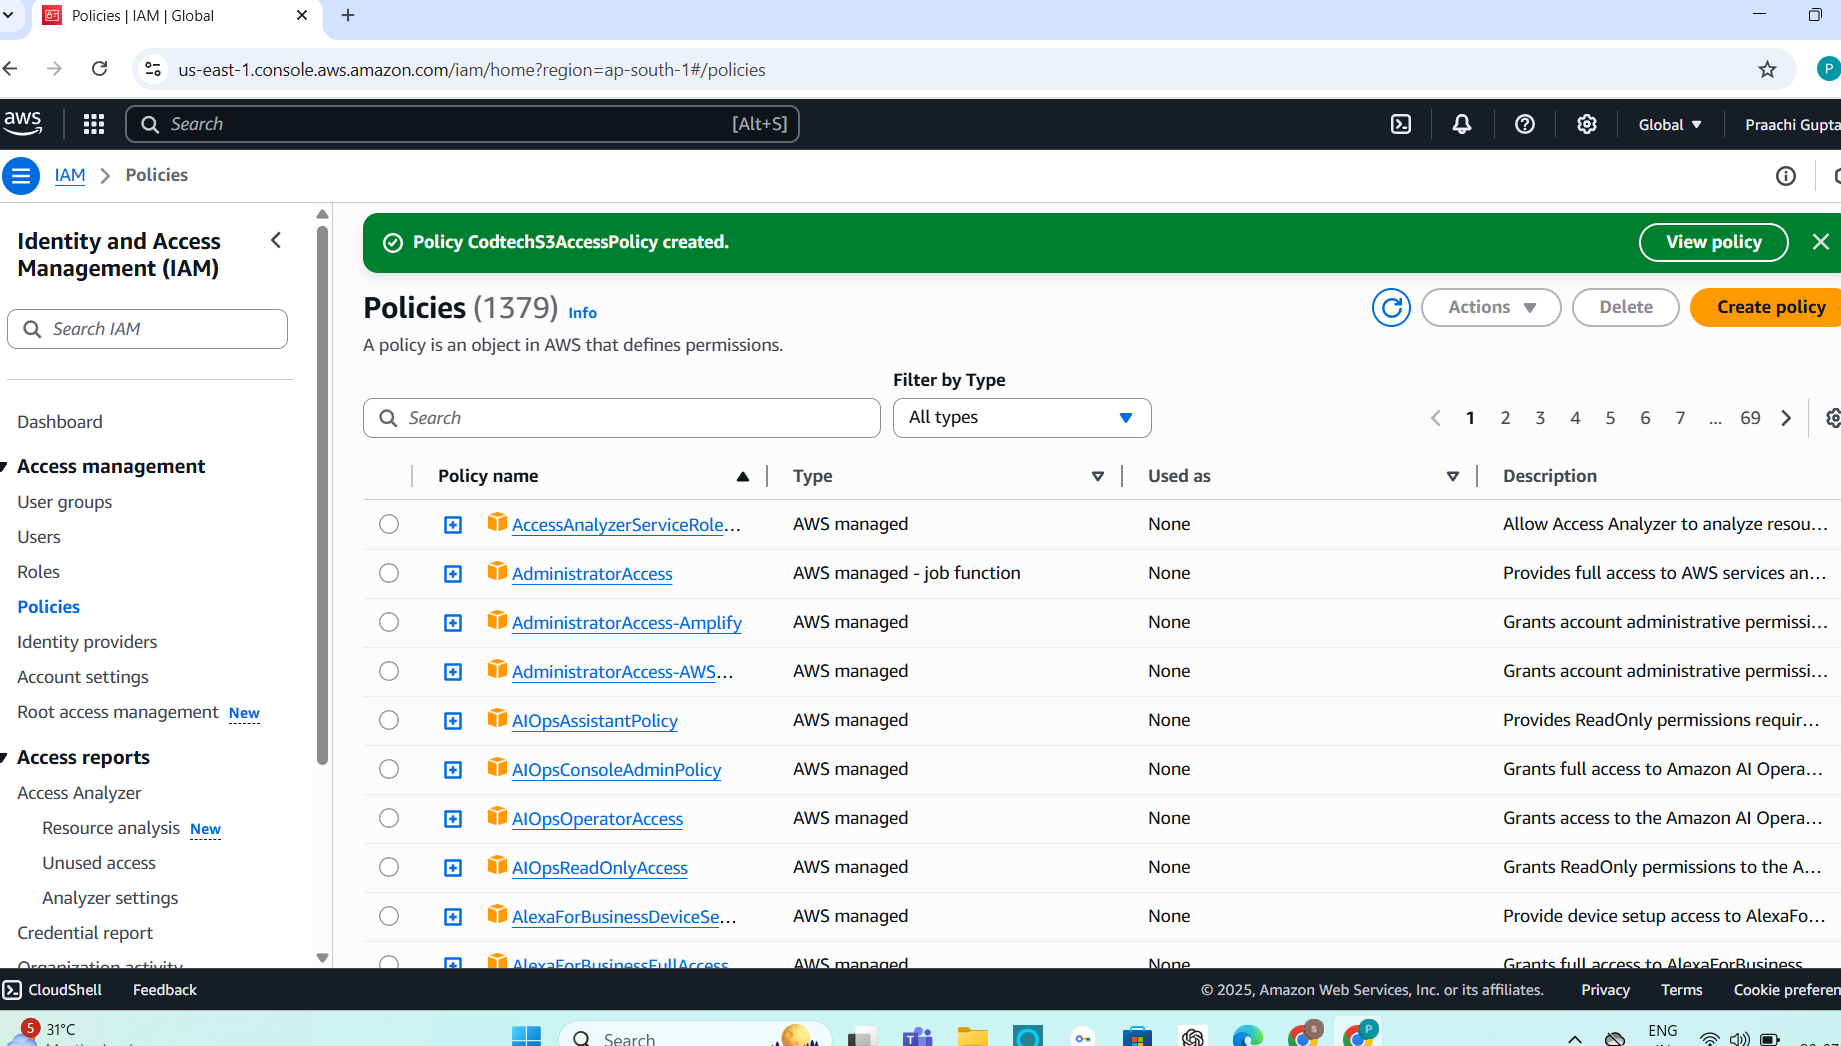 Policies | IAM | Global
us-east-1.console.aws.amazon.com/iam/home?region=ap-south-1#/policies
P
aws
Search
[Alt+S]
Global
Praachi Gupta
IAM
Policies
Identity and Access Management (IAM)
Search IAM
Dashboard
Access management
User groups
Users
Roles
Policies
Identity providers
Account settings
Root access management New
Access reports
Access Analyzer
Resource analysis New
Unused access
Analyzer settings
Credential report
Organization activity
Policy CodtechS3AccessPolicy created.
View policy
Policies (1379) Info
Actions
Delete
Create policy
A policy is an object in AWS that defines permissions.
Filter by Type
Search
All types
1 2 3 4 5 6 7 ... 69
Policy name Type Used as Description
AccessAnalyzerServiceRole... AWS managed None Allow Access Analyzer to analyze resou...
AdministratorAccess AWS managed - job function None Provides full access to AWS services an...
AdministratorAccess-Amplify AWS managed None Grants account administrative permissi...
AdministratorAccess-AWS... AWS managed None Grants account administrative permissi...
AIOpsAssistantPolicy AWS managed None Provides ReadOnly permissions requir...
AIOpsConsoleAdminPolicy AWS managed None Grants full access to Amazon AI Opera...
AIOpsOperatorAccess AWS managed None Grants access to the Amazon AI Opera...
AIOpsReadOnlyAccess AWS managed None Grants ReadOnly permissions to the A...
AlexaForBusinessDeviceSe... AWS managed None Provide device setup access to AlexaFo...
AlexaForBusinessFullAccess AWS managed None Grants full access to AlexaForBusiness
CloudShell
Feedback
© 2025, Amazon Web Services, Inc. or its affiliates.
Privacy
Terms
Cookie preferen
5
31°C
Search
S
P
ENG